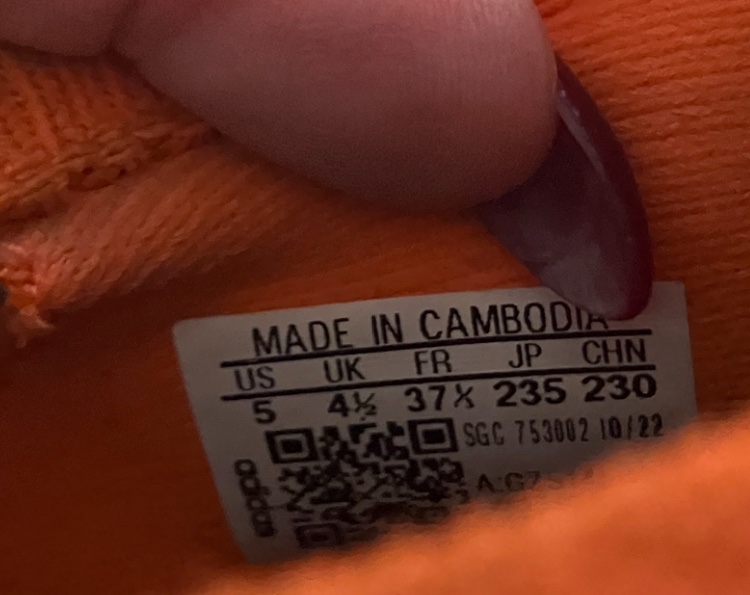 MADE IN CAMBODIA
US UK FR JP CHN
5 4½ 37⅓ 235 230
SGC 753002 10/22
adidas